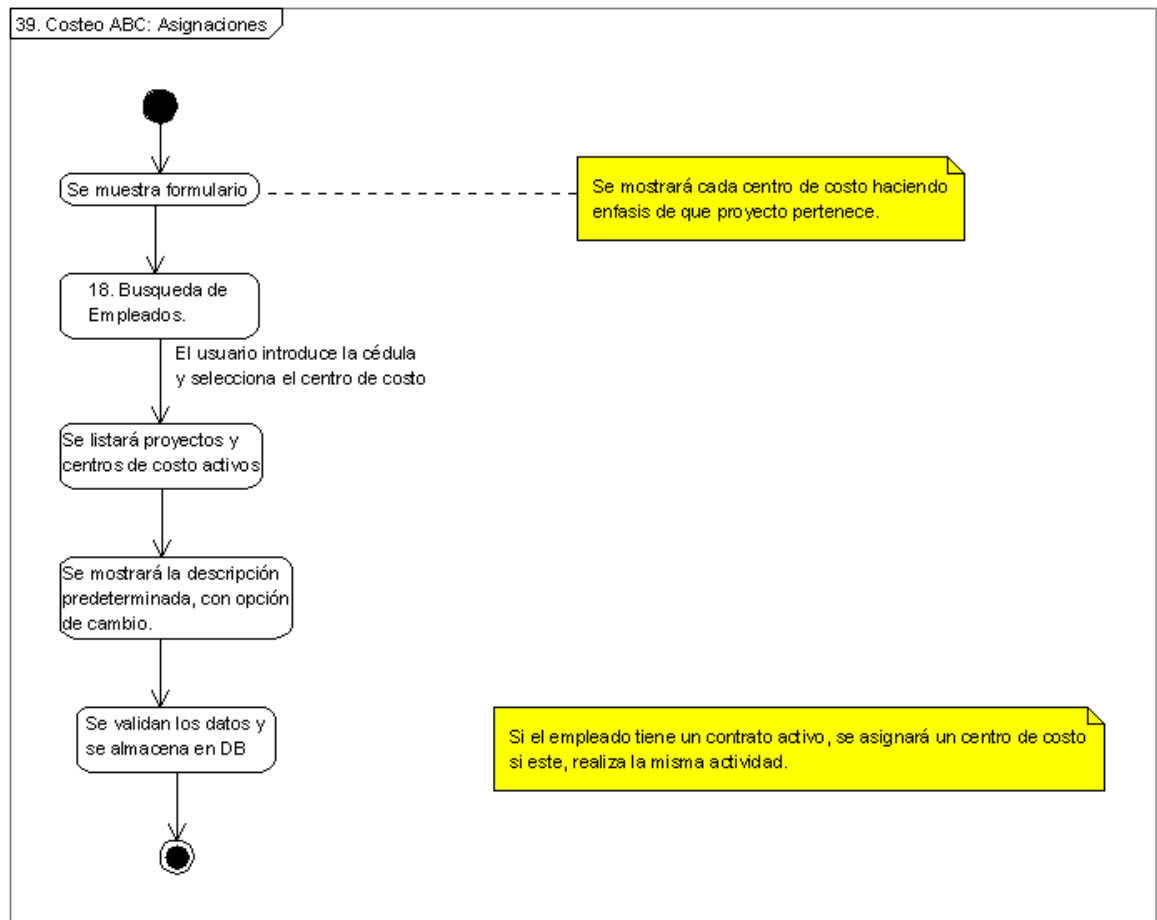 39. Costeo ABC: Asignaciones
Se muestra formulario
Se mostrará cada centro de costo haciendo
enfasis de que proyecto pertenece.
18. Busqueda de
Empleados.
El usuario introduce la cédula
y selecciona el centro de costo
Se listará proyectos y
centros de costo activos
Se mostrará la descripción
predeterminada, con opción
de cambio.
Se validan los datos y
se almacena en DB
Si el empleado tiene un contrato activo, se asignará un centro de costo
si este, realiza la misma actividad.